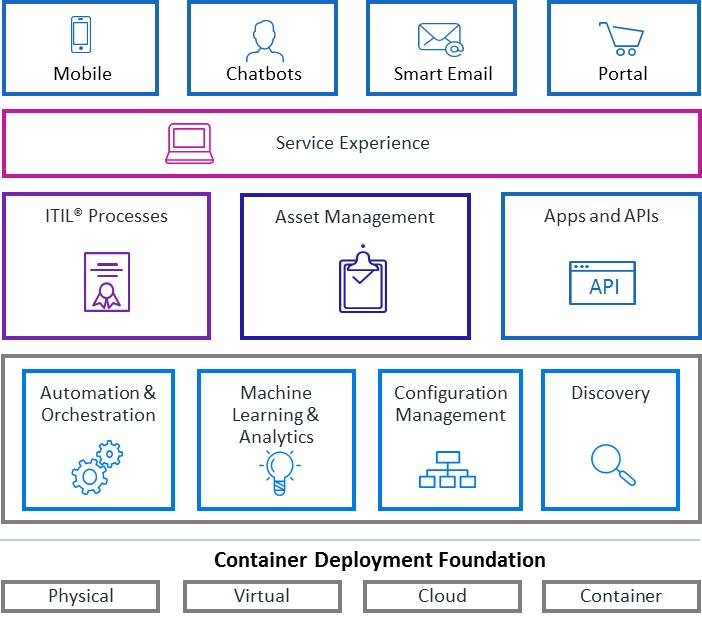 Mobile
Chatbots
Smart Email
Portal
Service Experience
ITIL® Processes
Asset Management
Apps and APIs
API
Automation &
Orchestration
Machine
Learning &
Analytics
Configuration
Management
Discovery
Container Deployment Foundation
Physical
Virtual
Cloud
Container